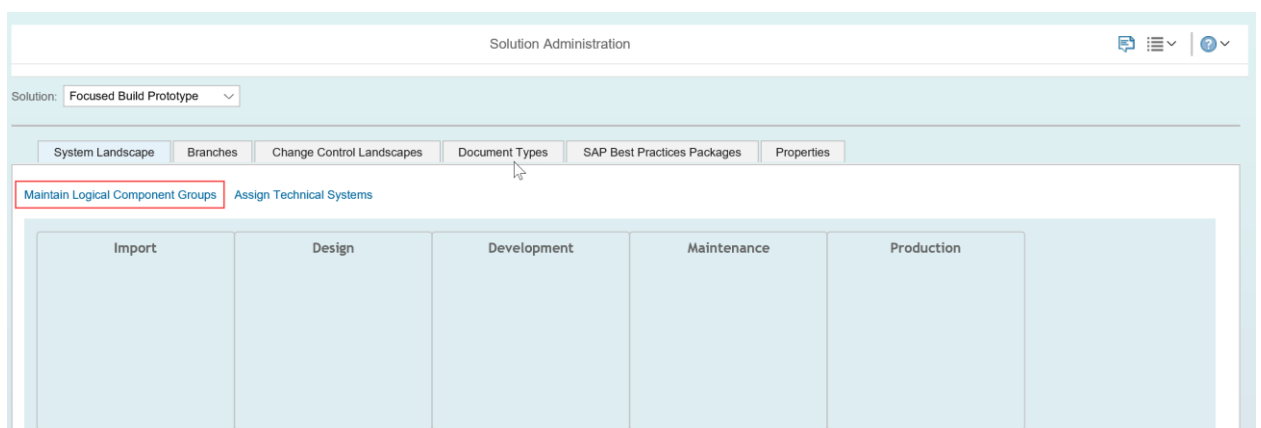 Solution Administration
Solution: Focused Build Prototype
System Landscape Branches Change Control Landscapes Document Types SAP Best Practices Packages Properties
Maintain Logical Component Groups Assign Technical Systems
Import Design Development Maintenance Production